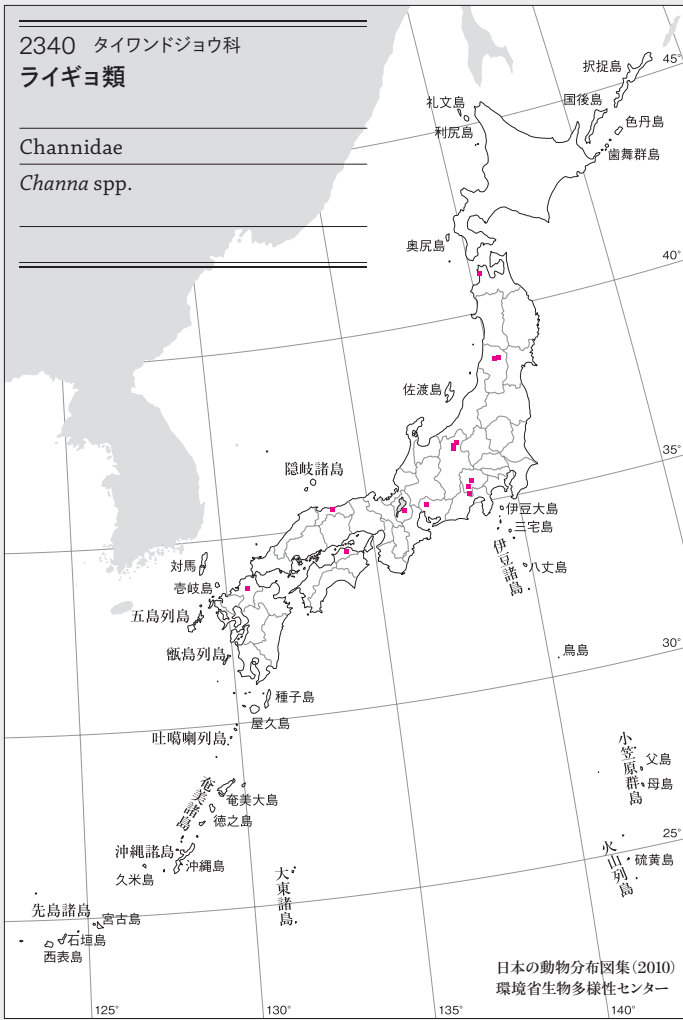 2340 タイワンドジョウ科
ライギョ類
Channidae
Channa spp.
択捉島
45°
国後島
礼文島
色丹島
利尻島
歯舞群島
奥尻島
40°
佐渡島
35°
隠岐諸島
伊豆大島
三宅島
伊豆諸島
八丈島
対馬
壱岐島
五島列島
甑島列島
30°
鳥島
種子島
屋久島
吐噶喇列島
小笠原群島
父島
母島
奄美諸島
奄美大島
徳之島
25°
沖縄諸島
沖縄島
久米島
火山列島
硫黄島
大東諸島
先島諸島
宮古島
石垣島
西表島
日本の動物分布図集(2010)
環境省生物多様性センター
125°
130°
135°
140°